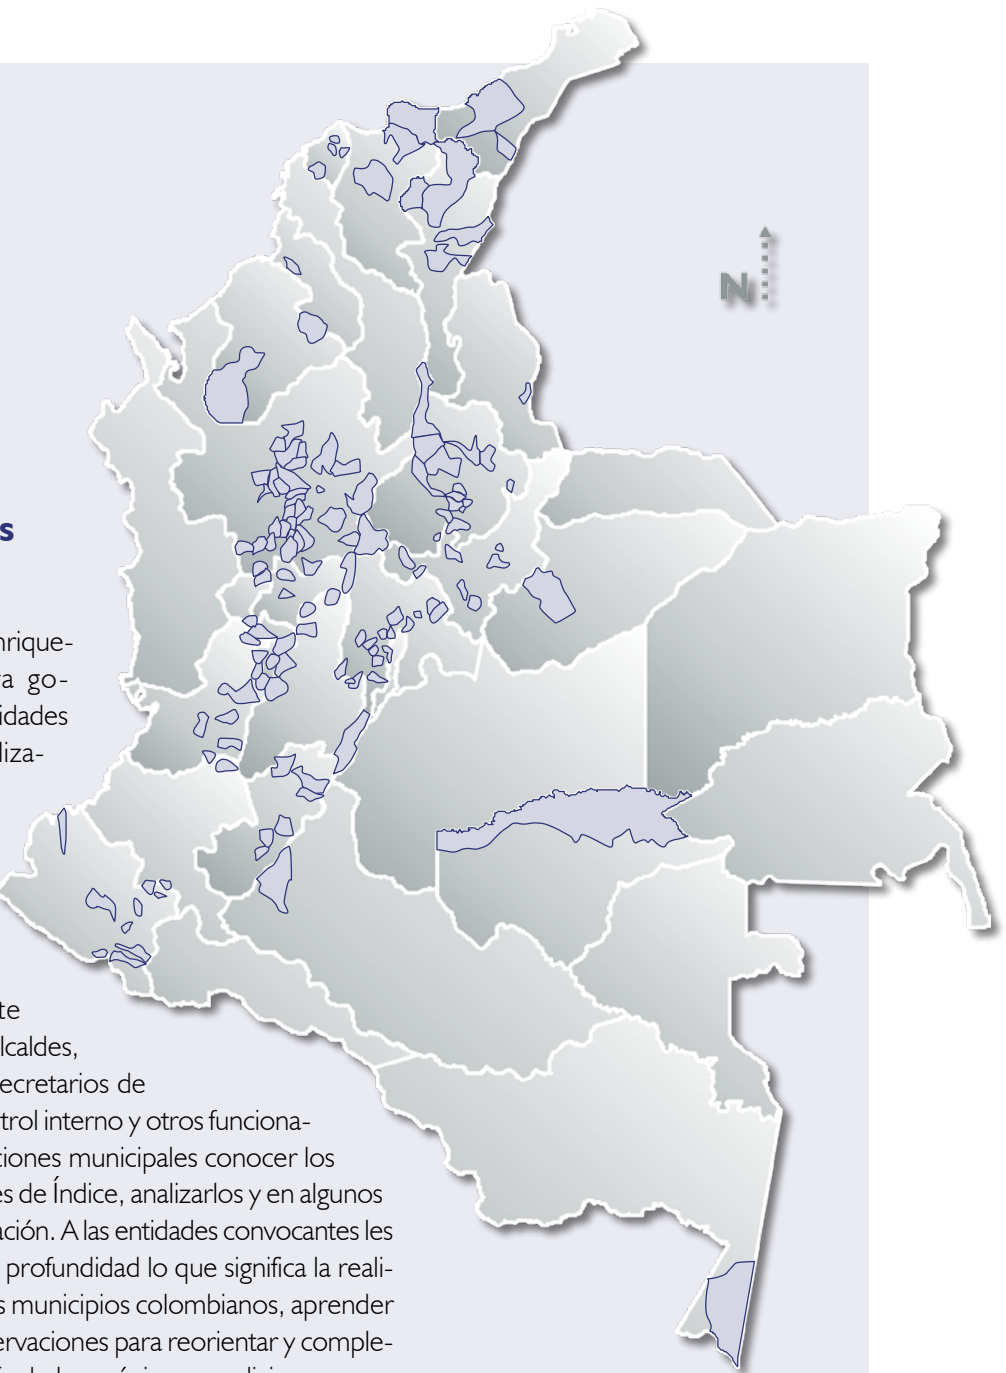 N
s
nrique-
a go-
idades
liza-
te
lcaldes,
ecretarios de
trol interno y otros funciona-
ciones municipales conocer los
es de Índice, analizarlos y en algunos
ación. A las entidades convocantes les
profundidad lo que significa la reali-
s municipios colombianos, aprender
ervaciones para reorientar y comple-